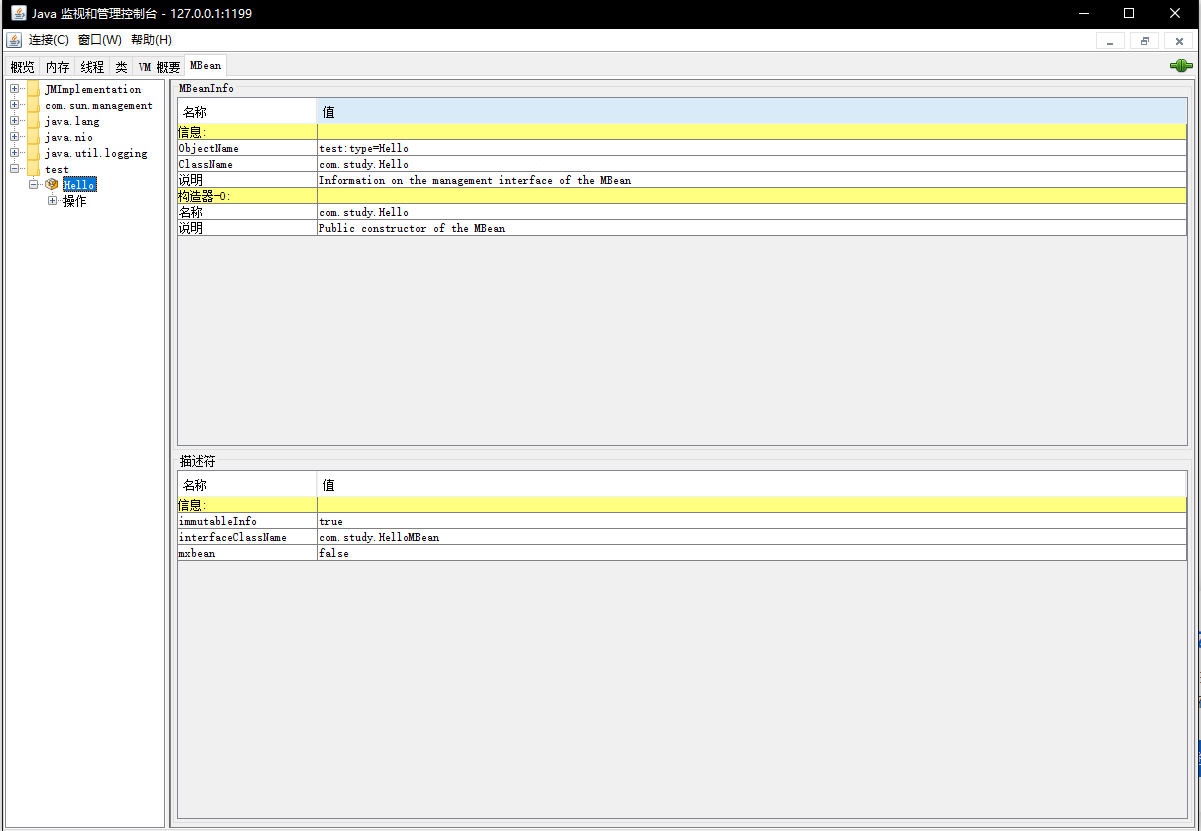 Java 监视和管理控制台 - 127.0.0.1:1199
连接(C) 窗口(W) 帮助(H)
概览 内存 线程 类 VM 概要 MBean
JMImplementation
com.sun.management
java.lang
java.nio
java.util.logging
test
Hello
操作
MBeanInfo
名称 值
信息:
ObjectName test:type=Hello
ClassName com.study.Hello
说明 Information on the management interface of the MBean
构造器-0:
名称 com.study.Hello
说明 Public constructor of the MBean
描述符
名称 值
信息:
immutableInfo true
interfaceClassName com.study.HelloMBean
mxbean false